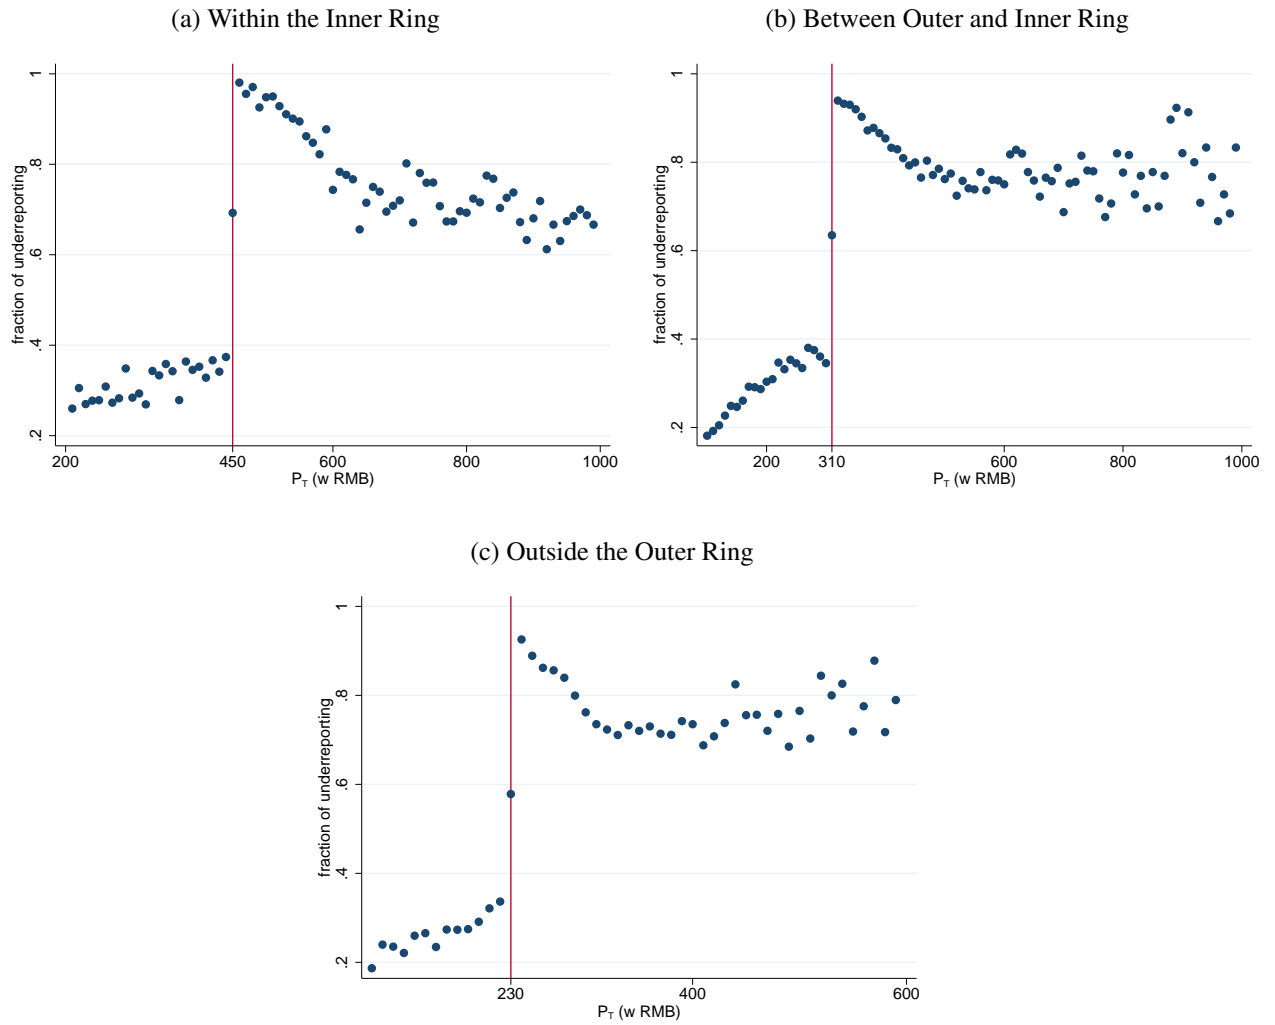 (a) Within the Inner Ring
fraction of underreporting
1
.8
.6
.4
.2
200 450 600 800 1000
P_T (w RMB)
(b) Between Outer and Inner Ring
fraction of underreporting
1
.8
.6
.4
.2
200 310 600 800 1000
P_T (w RMB)
(c) Outside the Outer Ring
fraction of underreporting
1
.8
.6
.4
.2
230 400 600
P_T (w RMB)